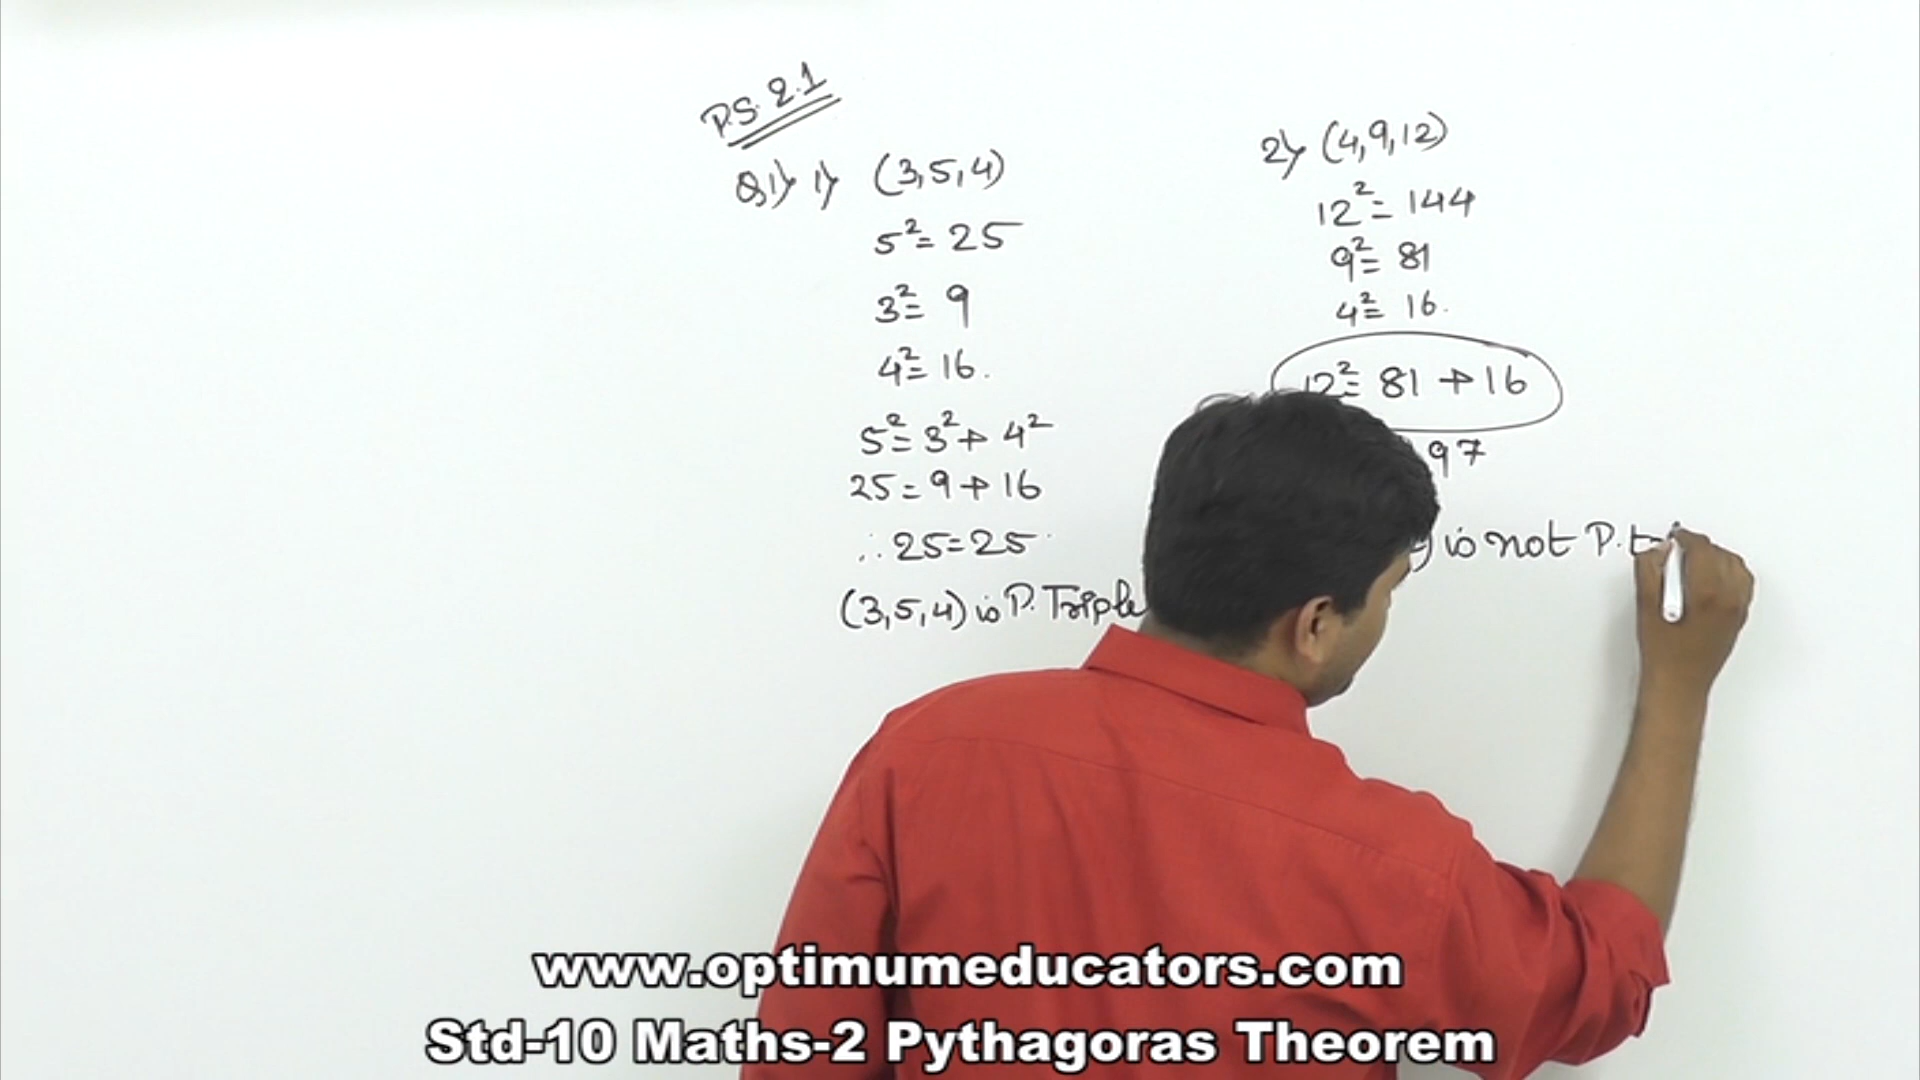 P.S. 2.1
Q1) 1) (3,5,4)
5² = 25
3² = 9
4² = 16.
5² = 3² + 4²
25 = 9 + 16
∴ 25 = 25
(3,5,4) is P. Triple
2) (4,9,12)
12² = 144
9² = 81
4² = 16.
12² = 81 + 16
97
) is not P.
www.optimumeducators.com
Std-10 Maths-2 Pythagoras Theorem